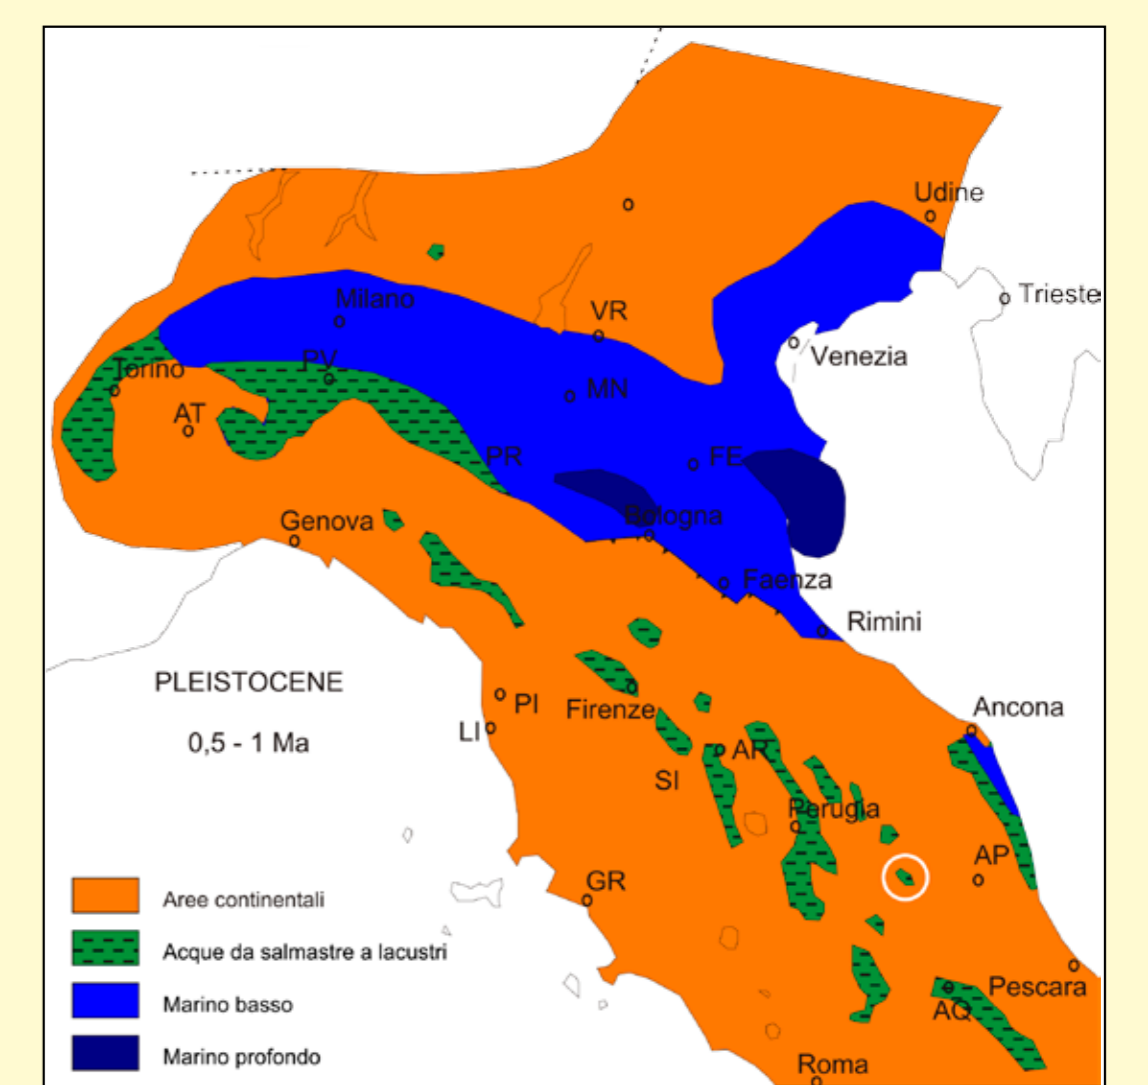 Udine
Trieste
Milano
VR
Venezia
PV
Torino
MN
AT
PR
FE
Genova
Bologna
Faenza
Rimini
PLEISTOCENE
0,5 - 1 Ma
PI
Firenze
LI
Ancona
AR
SI
Perugia
AP
GR
Aree continentali
Acque da salmastre a lacustri
Pescara
Marino basso
AQ
Marino profondo
Roma